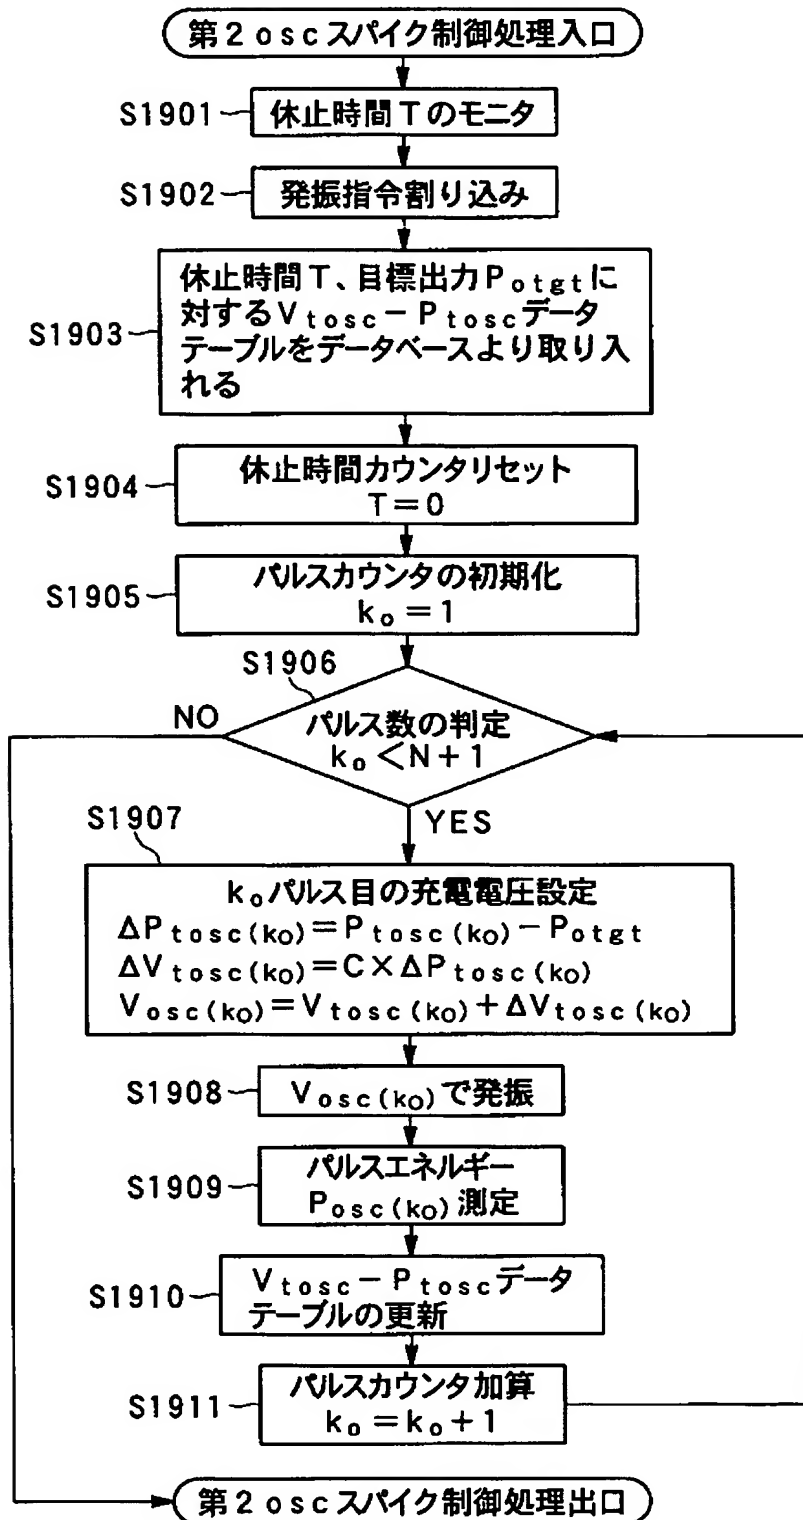 第2oscスパイク制御処理入口
S1901
休止時間Tのモニタ
S1902
発振指令割り込み
S1903
休止時間T、目標出力Potgtに
対するVtosc－Ptoscデータ
テーブルをデータベースより取り入
れる
S1904
休止時間カウンタリセット
T＝0
S1905
パルスカウンタの初期化
ko＝1
S1906
NO
パルス数の判定
ko＜N＋1
YES
S1907
koパルス目の充電電圧設定
ΔPtosc(ko)＝Ptosc(ko)－Potgt
ΔVtosc(ko)＝C×ΔPtosc(ko)
Vosc(ko)＝Vtosc(ko)＋ΔVtosc(ko)
S1908
Vosc(ko)で発振
S1909
パルスエネルギー
Posc(ko)測定
S1910
Vtosc－Ptoscデータ
テーブルの更新
S1911
パルスカウンタ加算
ko＝ko＋1
第2oscスパイク制御処理出口